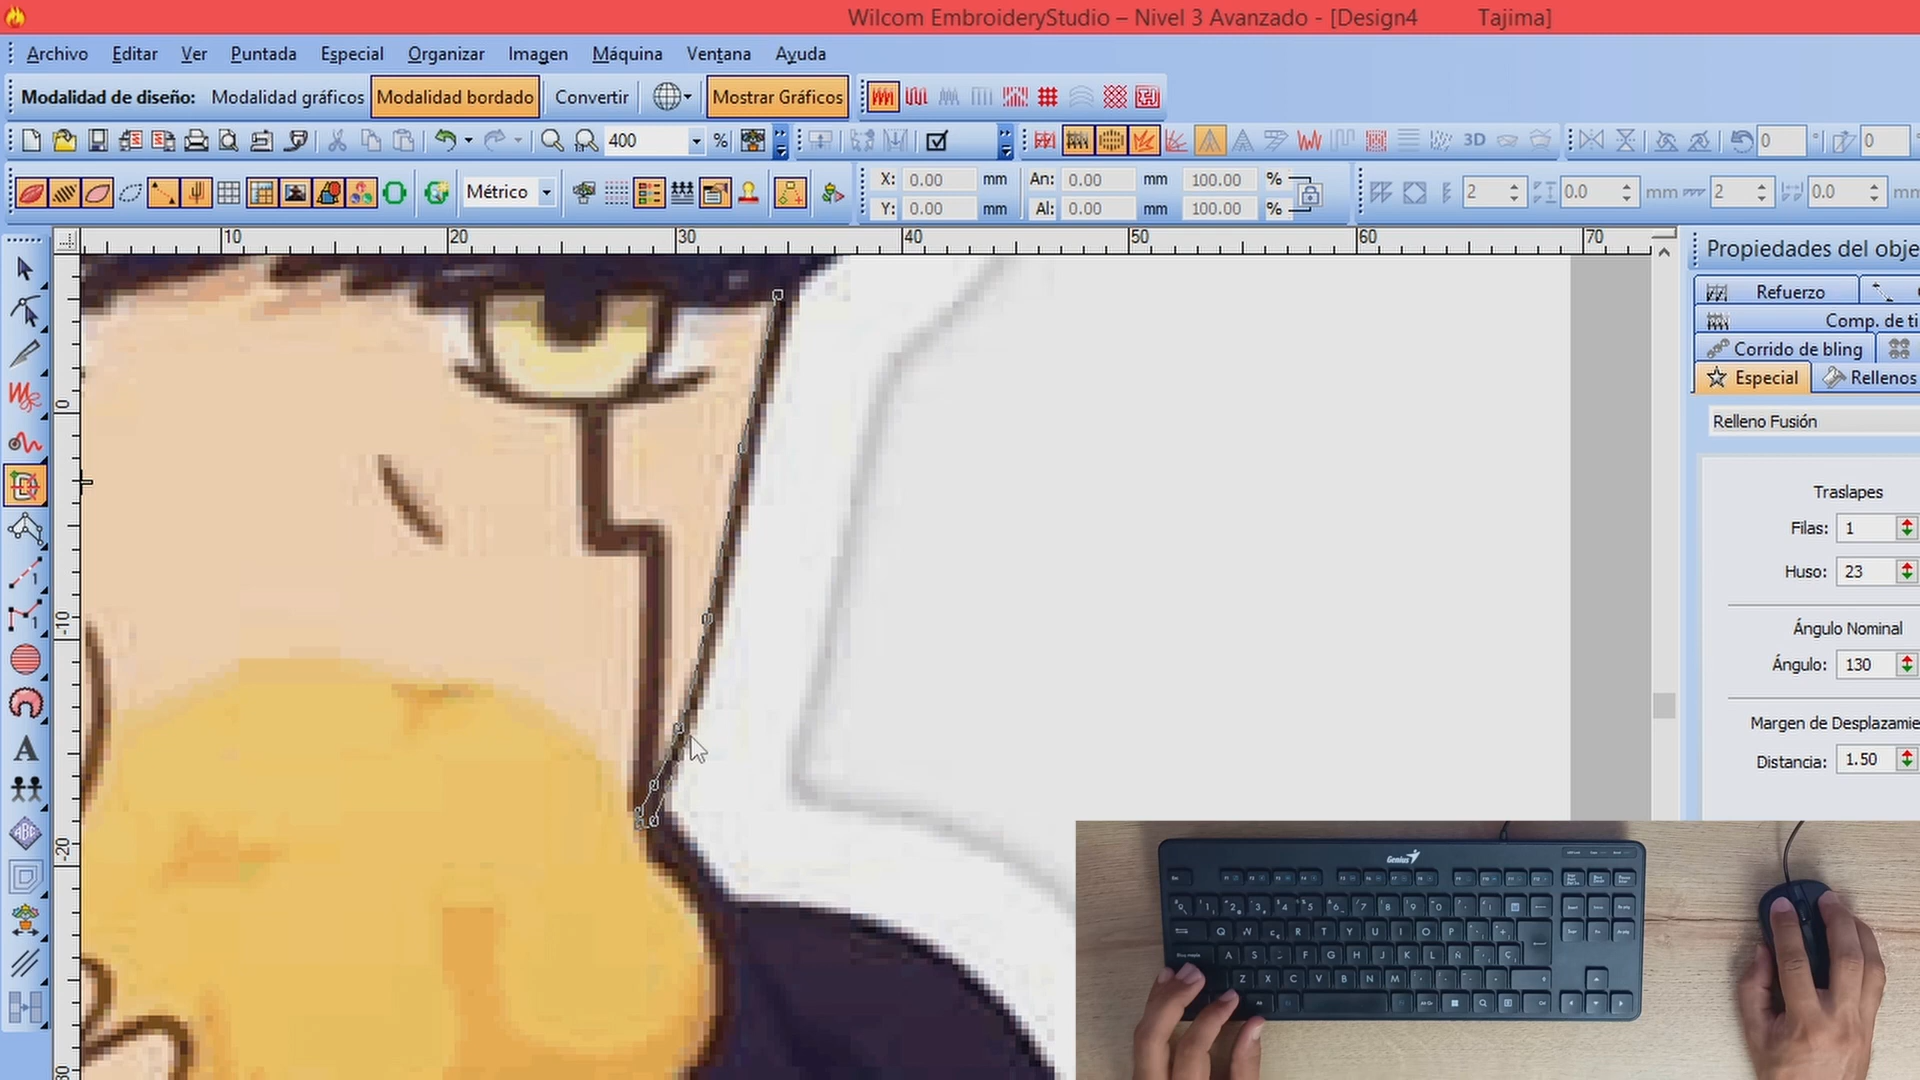 Wilcom EmbroideryStudio – Nivel 3 Avanzado - [Design4 Tajima]
Archivo Editar Ver Puntada Especial Organizar Imagen Máquina Ventana Ayuda
Modalidad de diseño: Modalidad gráficos Modalidad bordado Convertir Mostrar Gráficos
400 % 3D 0 ° 0
Métrico X: 0.00 mm An: 0.00 mm 100.00 % 2 0.0 mm 2 0.0 mm
Y: 0.00 mm Al: 0.00 mm 100.00 %
10 20 30 40 50 60 70
Propiedades del obje
Refuerzo
Comp. de ti
Corrido de bling
Especial Rellenos
Relleno Fusión
0
Traslapes
Filas: 1
Huso: 23
-10
Ángulo Nominal
Ángulo: 130
Margen de Desplazamie
Distancia: 1.50
A
ABC
-20
Genius
Q W E R T Y U I O P
A S D F G H J K L Ñ
Z X C V B N M